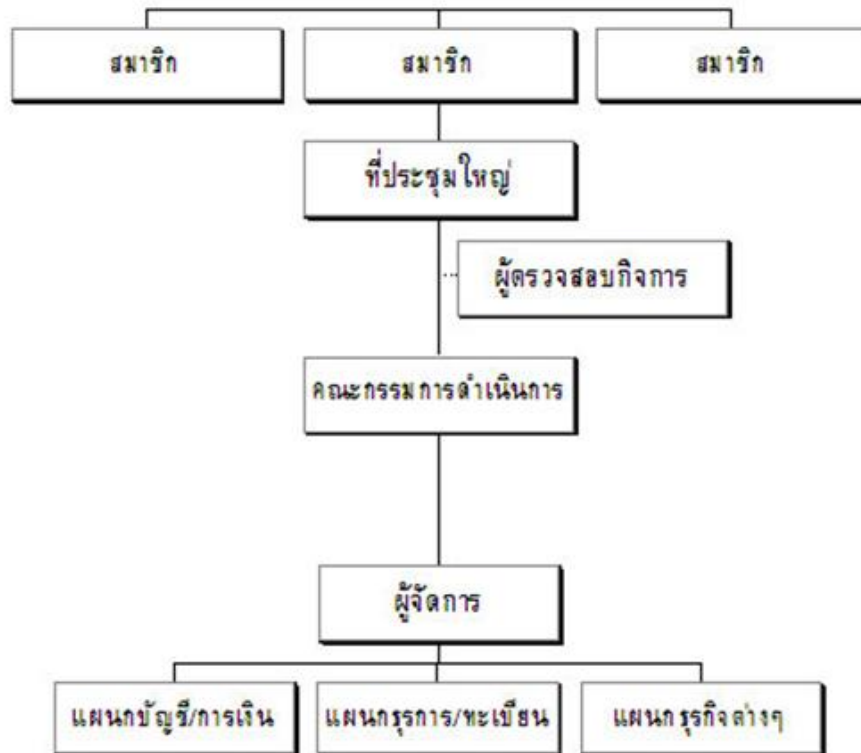 สมาชิก
สมาชิก
สมาชิก
ที่ประชุมใหญ่
ผู้ตรวจสอบกิจการ
คณะกรรมการดำเนินการ
ผู้จัดการ
แผนกบัญชี/การเงิน
แผนกธุรการ/ทะเบียน
แผนกธุรกิจต่างๆ